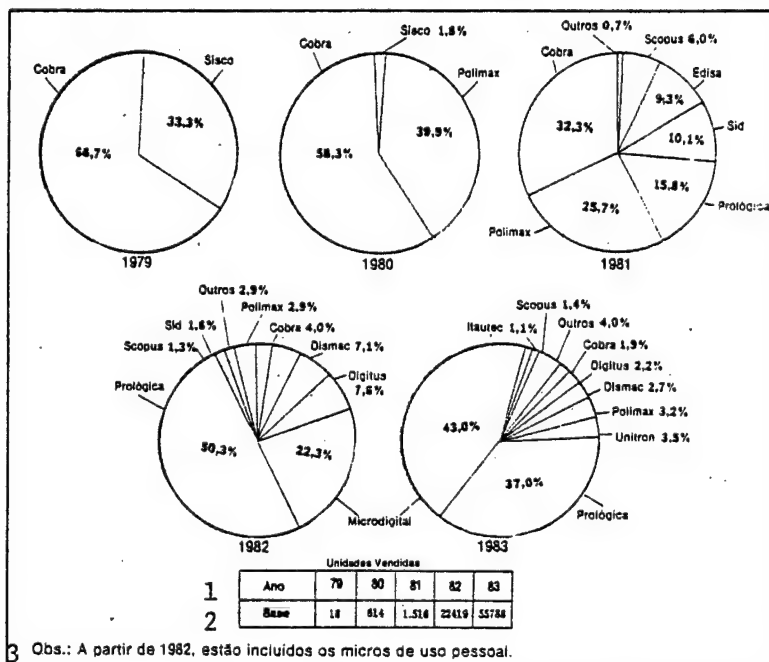 Cobra
Sisco
33,3%
66,7%
1979
Cobra
Sisco 1,8%
Polimax
39,9%
58,3%
1980
Outros 0,7%
Scopus 6,0%
Cobra
Edisa
9,3%
32,3%
Sid
10,1%
15,8%
25,7%
Prológica
Polimax
1981
Outros 2,9%
Polimax 2,9%
Sid 1,6%
Cobra 4,0%
Scopus 1,3%
Dismac 7,1%
Prológica
Digitus
7,6%
50,3%
22,3%
Microdigital
1982
Scopus 1,4%
Itautec 1,1%
Outros 4,0%
Cobra 1,9%
Digitus 2,2%
Dismac 2,7%
Polimax 3,2%
43,0%
Unitron 3,5%
37,0%
Prológica
1983
Unidades Vendidas
1 Ano 79 80 81 82 83
2 Base 18 614 1.516 22419 55788
3 Obs.: A partir de 1982, estão incluídos os micros de uso pessoal.